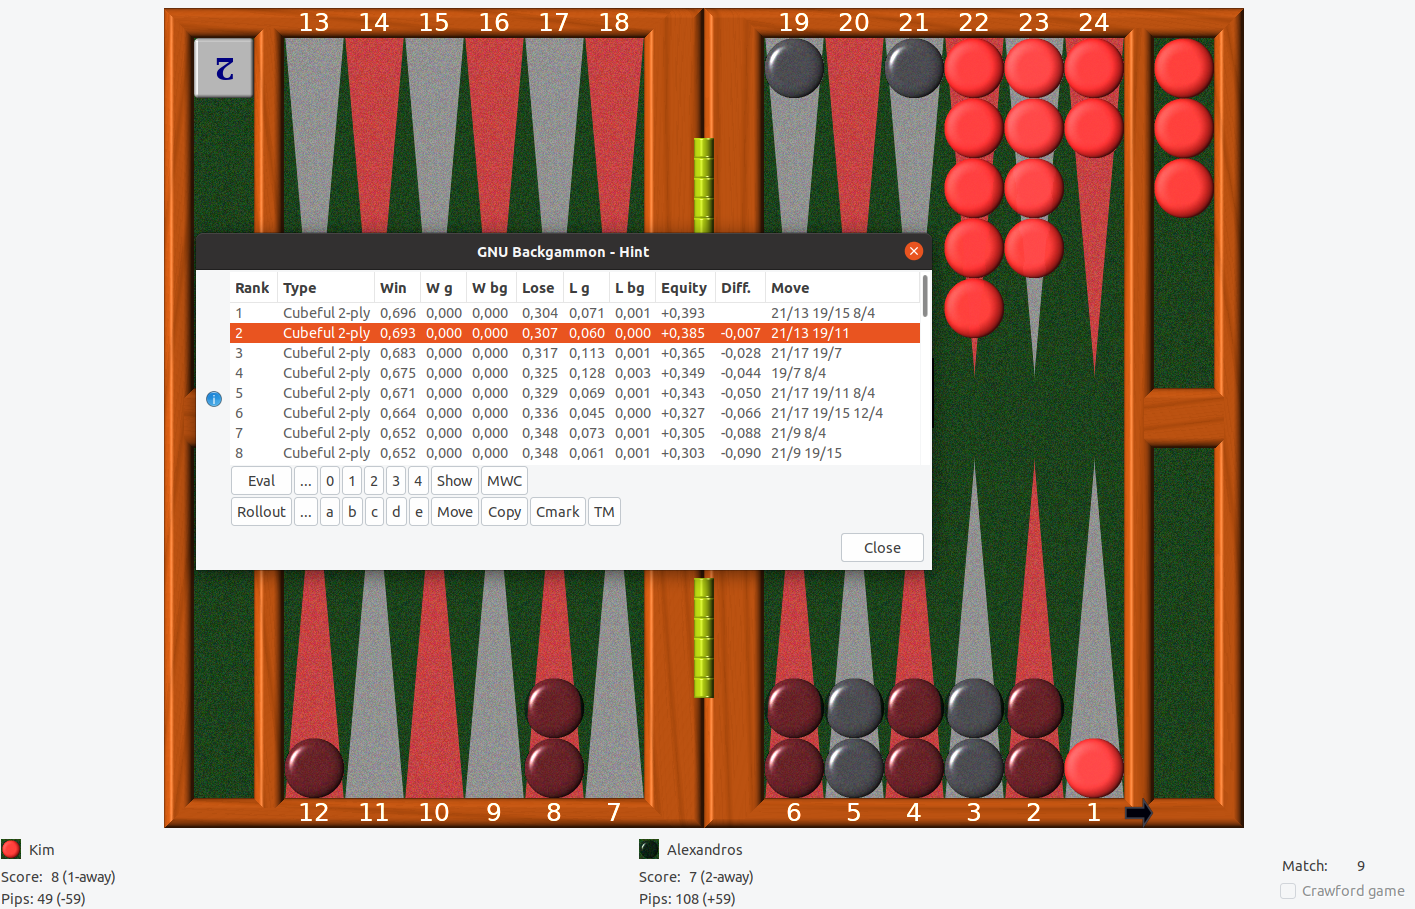 13 14 15 16 17 18 19 20 21 22 23 24
2
GNU Backgammon - Hint
Rank Type Win W g W bg Lose L g L bg Equity Diff. Move
1 Cubeful 2-ply 0,696 0,000 0,000 0,304 0,071 0,001 +0,393 21/13 19/15 8/4
2 Cubeful 2-ply 0,693 0,000 0,000 0,307 0,060 0,000 +0,385 -0,007 21/13 19/11
3 Cubeful 2-ply 0,683 0,000 0,000 0,317 0,113 0,001 +0,365 -0,028 21/17 19/7
4 Cubeful 2-ply 0,675 0,000 0,000 0,325 0,128 0,003 +0,349 -0,044 19/7 8/4
5 Cubeful 2-ply 0,671 0,000 0,000 0,329 0,069 0,001 +0,343 -0,050 21/17 19/11 8/4
6 Cubeful 2-ply 0,664 0,000 0,000 0,336 0,045 0,000 +0,327 -0,066 21/17 19/15 12/4
7 Cubeful 2-ply 0,652 0,000 0,000 0,348 0,073 0,001 +0,305 -0,088 21/9 8/4
8 Cubeful 2-ply 0,652 0,000 0,000 0,348 0,061 0,001 +0,303 -0,090 21/9 19/15
Eval ... 0 1 2 3 4 Show MWC
Rollout ... a b c d e Move Copy Cmark TM
Close
12 11 10 9 8 7 6 5 4 3 2 1
Kim
Score: 8 (1-away)
Pips: 49 (-59)
Alexandros
Score: 7 (2-away)
Pips: 108 (+59)
Match: 9
Crawford game